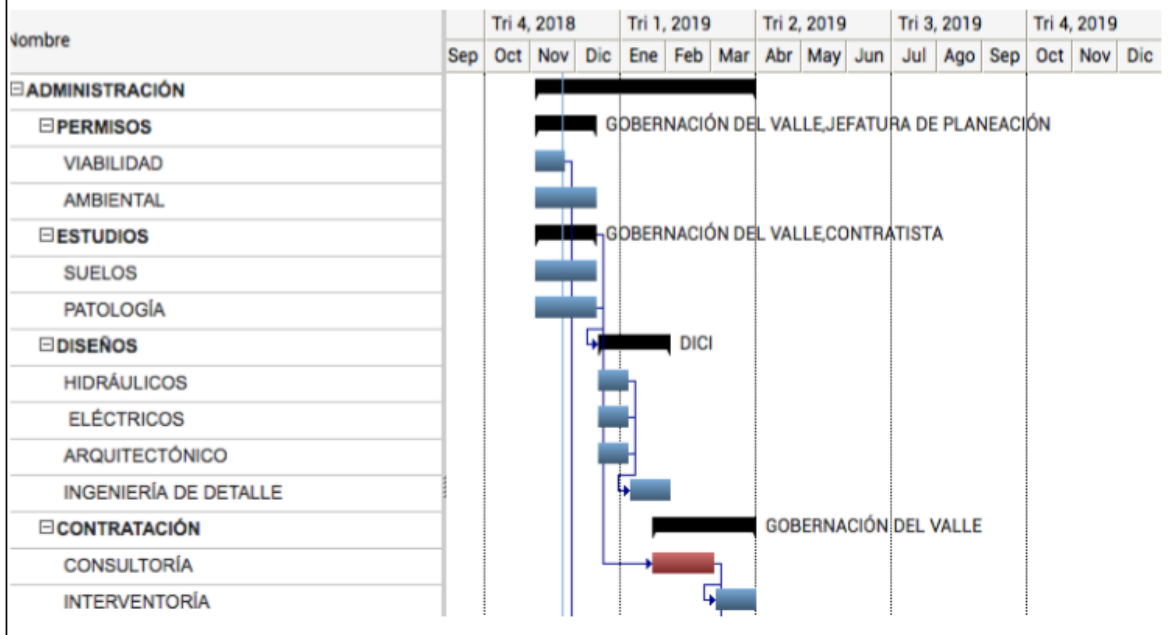 Nombre
Tri 4, 2018 Tri 1, 2019 Tri 2, 2019 Tri 3, 2019 Tri 4, 2019
Sep Oct Nov Dic Ene Feb Mar Abr May Jun Jul Ago Sep Oct Nov Dic
ADMINISTRACIÓN
PERMISOS GOBERNACIÓN DEL VALLE,JEFATURA DE PLANEACIÓN
VIABILIDAD
AMBIENTAL
ESTUDIOS GOBERNACIÓN DEL VALLE,CONTRATISTA
SUELOS
PATOLOGÍA
DISEÑOS DICI
HIDRÁULICOS
ELÉCTRICOS
ARQUITECTÓNICO
INGENIERÍA DE DETALLE
CONTRATACIÓN GOBERNACIÓN DEL VALLE
CONSULTORÍA
INTERVENTORÍA